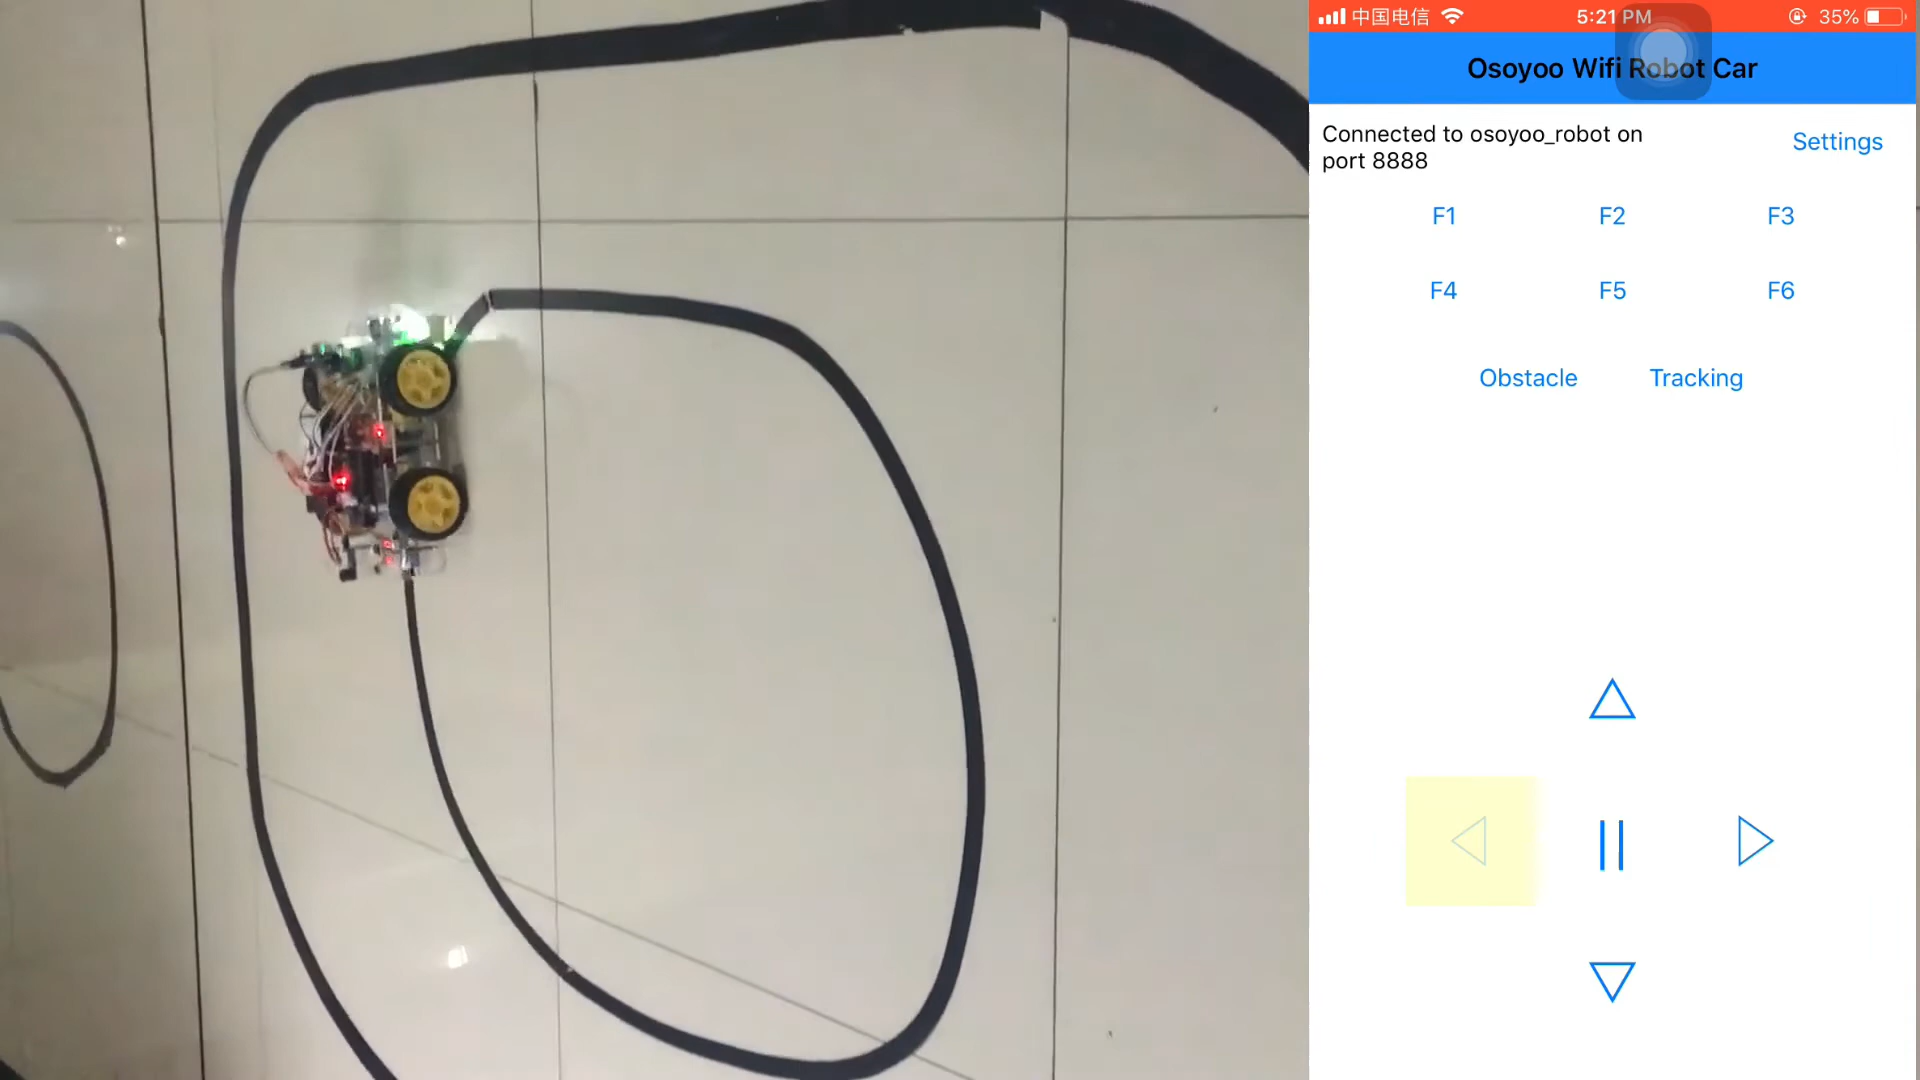 中国电信
5:21 PM
35%
Osoyoo Wifi Robot Car
Connected to osoyoo_robot on
port 8888
Settings
F1 F2 F3
F4 F5 F6
Obstacle Tracking